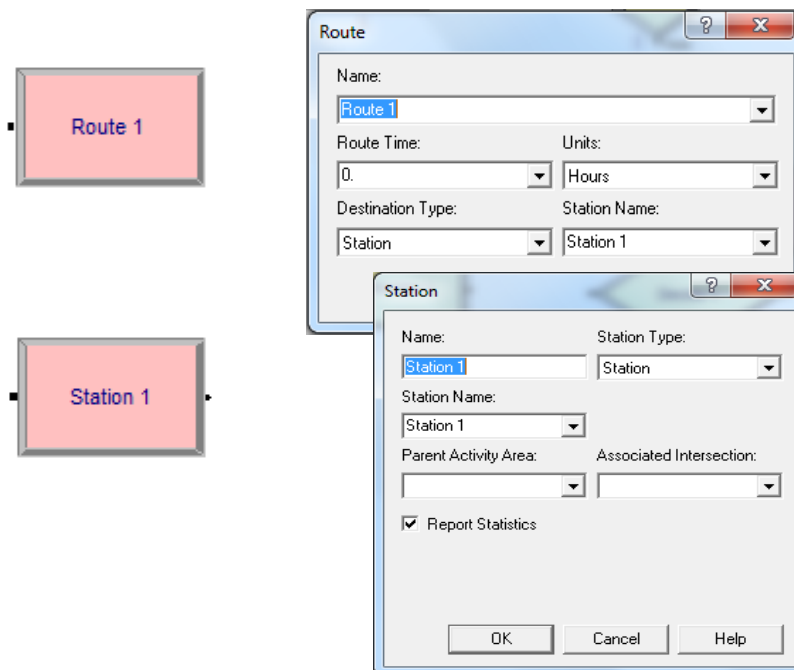 Route 1
Route
Name:
Route 1
Route Time:
Units:
0.
Hours
Destination Type:
Station Name:
Station
Station 1
Station 1
Station
Name:
Station Type:
Station 1
Station
Station Name:
Station 1
Parent Activity Area:
Associated Intersection:
Report Statistics
OK
Cancel
Help